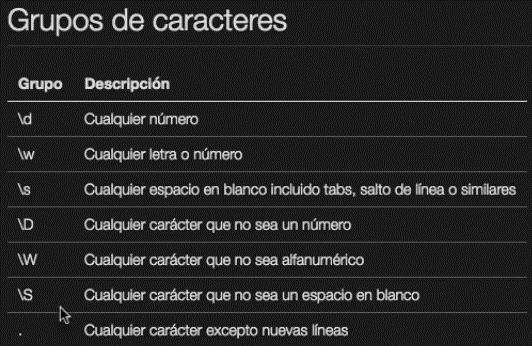 Grupos de caracteres
Grupo Descripción
\d Cualquier número
\w Cualquier letra o número
\s Cualquier espacio en blanco incluido tabs, salto de línea o similares
\D Cualquier carácter que no sea un número
\W Cualquier carácter que no sea alfanumérico
\S Cualquier carácter que no sea un espacio en blanco
. Cualquier carácter excepto nuevas líneas